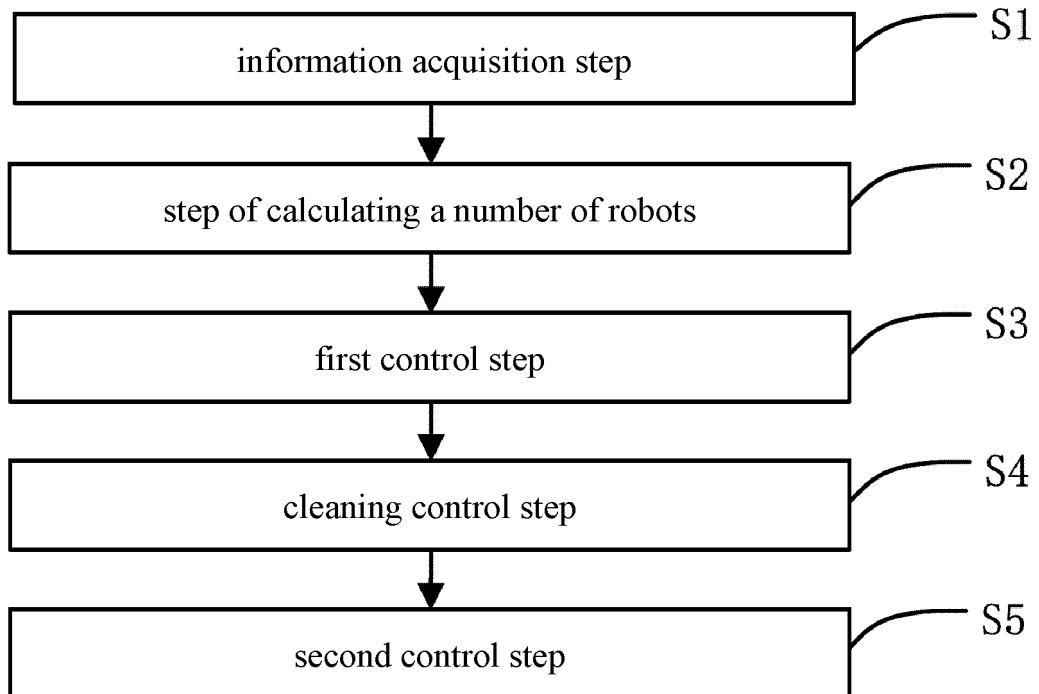 S1
information acquisition step
S2
step of calculating a number of robots
S3
first control step
S4
cleaning control step
S5
second control step